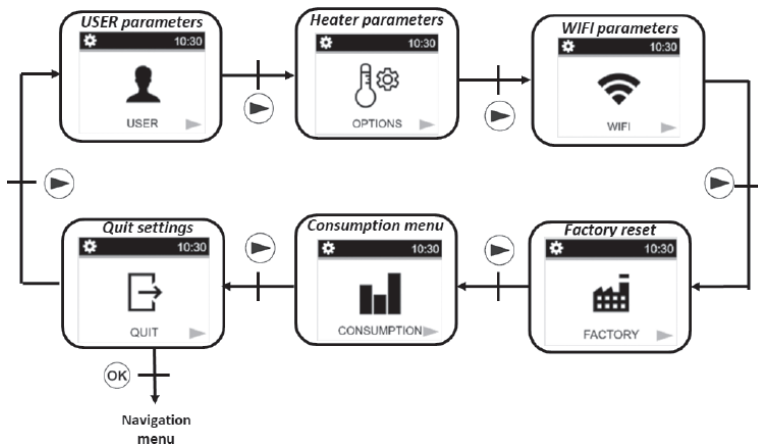 USER parameters
10:30
USER
Heater parameters
10:30
OPTIONS
WIFI parameters
10:30
WIFI
Quit settings
10:30
QUIT
Consumption menu
10:30
CONSUMPTION
Factory reset
10:30
FACTORY
OK
Navigation
menu